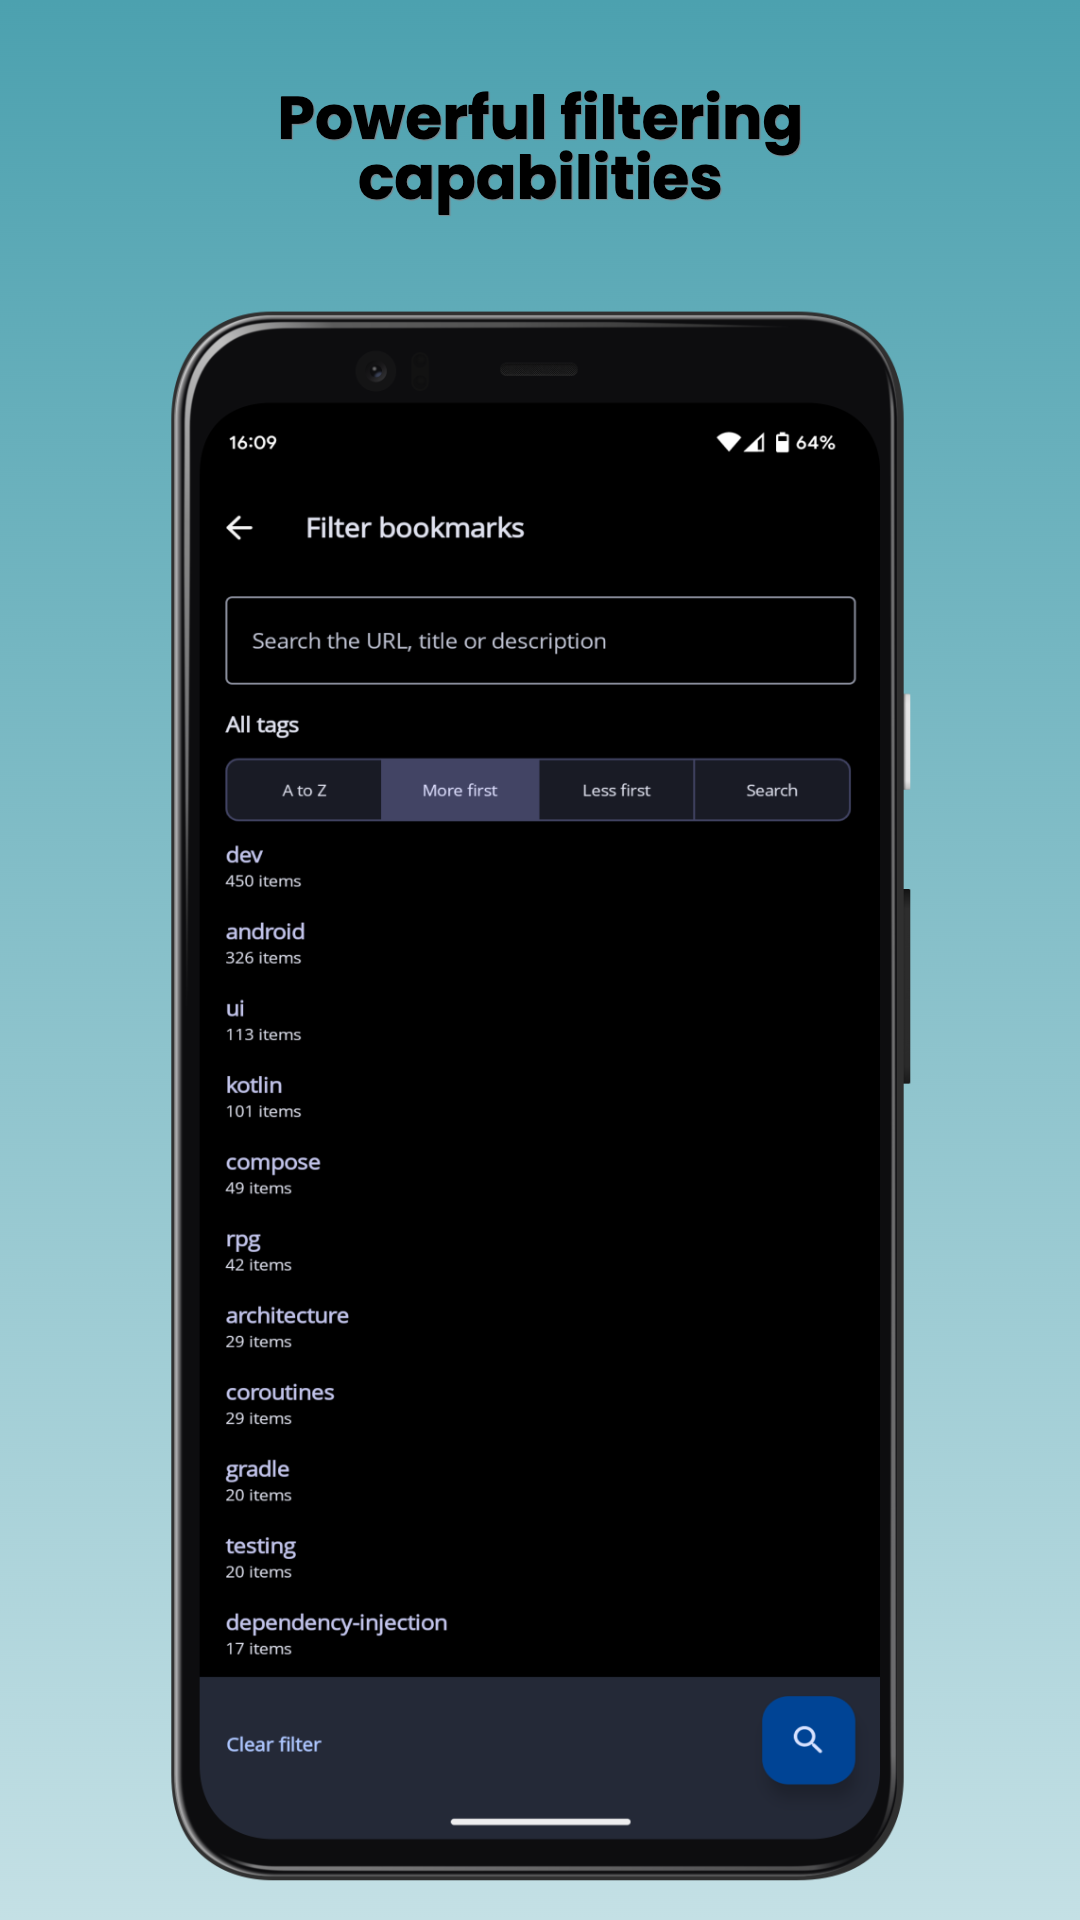 Powerful filtering
capabilities
16:09 64%
Filter bookmarks
Search the URL, title or description
All tags
A to Z More first Less first Search
dev
450 items
android
326 items
ui
113 items
kotlin
101 items
compose
49 items
rpg
42 items
architecture
29 items
coroutines
29 items
gradle
20 items
testing
20 items
dependency-injection
17 items
Clear filter